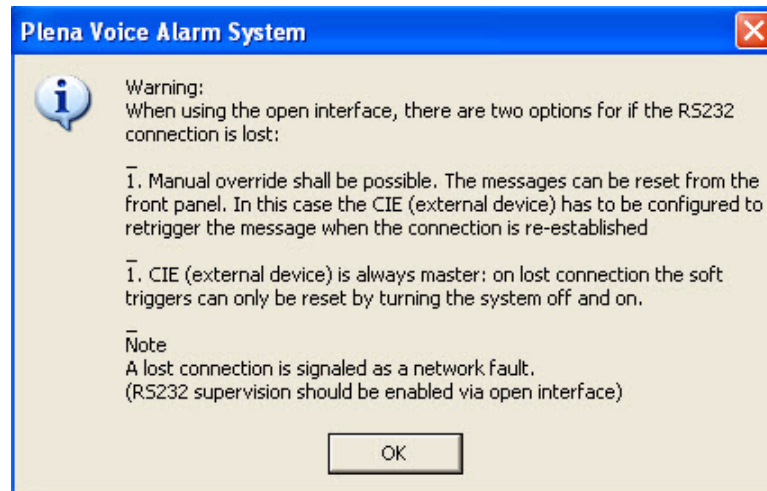 Plena Voice Alarm System
Warning:
When using the open interface, there are two options for if the RS232
connection is lost:
_
1. Manual override shall be possible. The messages can be reset from the
front panel. In this case the CIE (external device) has to be configured to
retrigger the message when the connection is re-established
_
1. CIE (external device) is always master: on lost connection the soft
triggers can only be reset by turning the system off and on.
_
Note
A lost connection is signaled as a network fault.
(RS232 supervision should be enabled via open interface)
OK